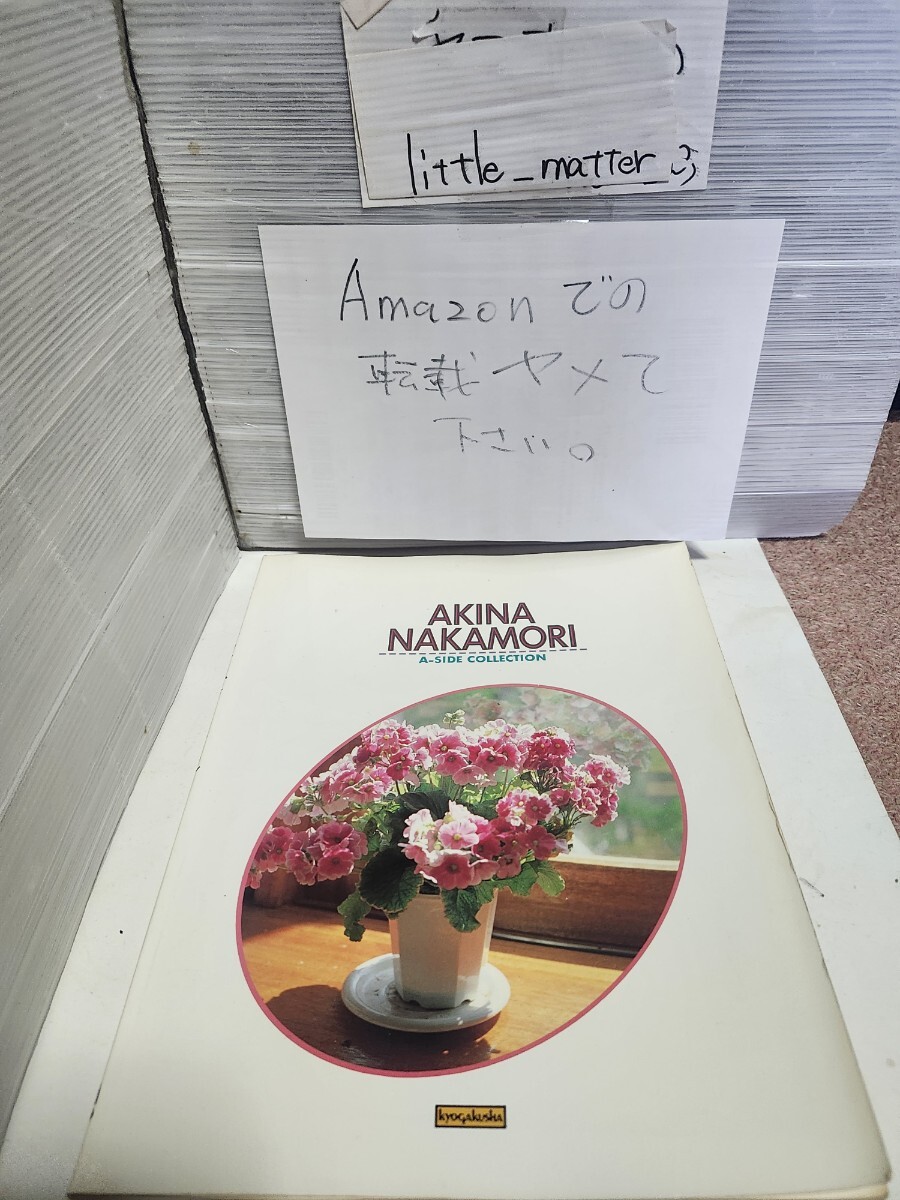 little_matter
Amazonでの
転載ヤメて
下さい。
AKINA
NAKAMORI
A-SIDE COLLECTION
kyogakusha